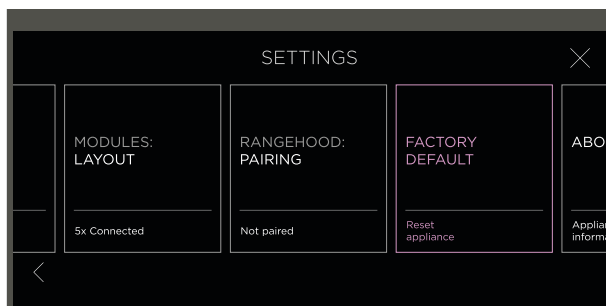 SETTINGS
MODULES:
LAYOUT
5x Connected
RANGEHOOD:
PAIRING
Not paired
FACTORY
DEFAULT
Reset
appliance